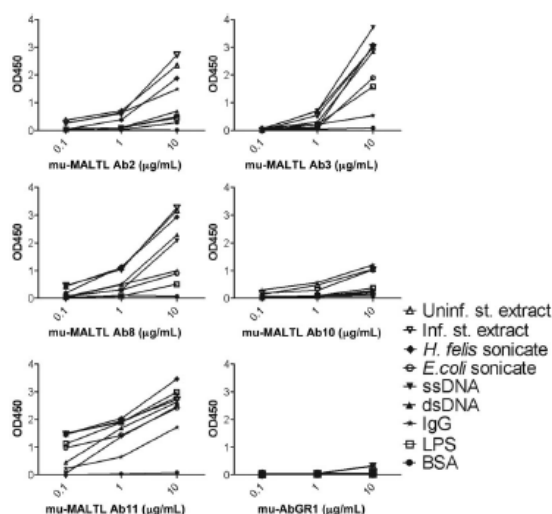 4
3
2
1
0
OD450
0.1
1
10
mu-MALTL Ab2 (μg/mL)
4
3
2
1
0
OD450
0.1
1
10
mu-MALTL Ab3 (μg/mL)
4
3
2
1
0
OD450
0.1
1
10
mu-MALTL Ab8 (μg/mL)
4
3
2
1
0
OD450
0.1
1
10
mu-MALTL Ab10 (μg/mL)
4
3
2
1
0
OD450
0.1
1
10
mu-MALTL Ab11 (μg/mL)
4
3
2
1
0
OD450
0.1
1
10
mu-AbGR1 (μg/mL)
Uninf. st. extract
Inf. st. extract
H. felis sonicate
E.coli sonicate
ssDNA
dsDNA
IgG
LPS
BSA